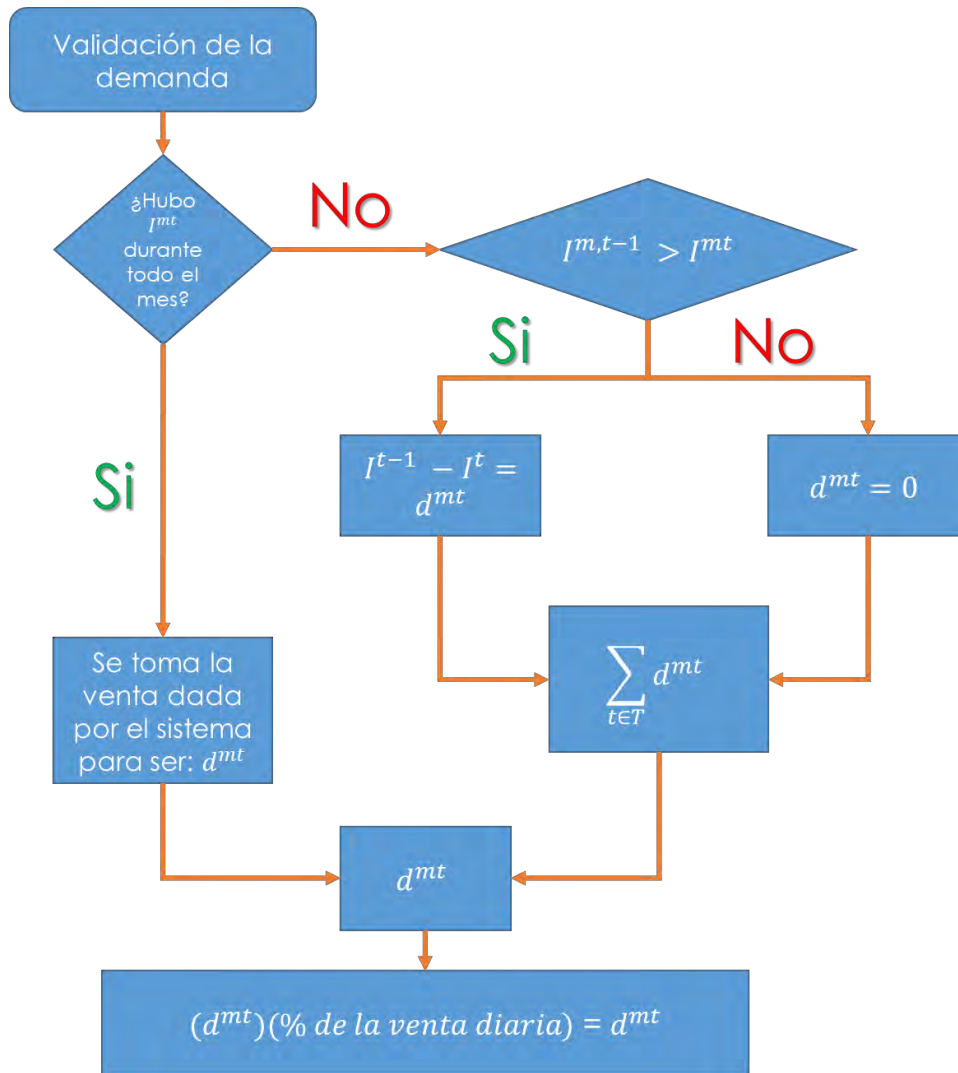 Validación de la
demanda
¿Hubo
I^{mt}
durante
todo el
mes?
No
I^{m,t−1} > I^{mt}
Si
No
Si
I^{t−1} − I^{t} =
d^{mt}
d^{mt} = 0
Se toma la
venta dada
por el sistema
para ser: d^{mt}
∑ d^{mt}
t∈T
d^{mt}
(d^{mt})(% de la venta diaria) = d^{mt}